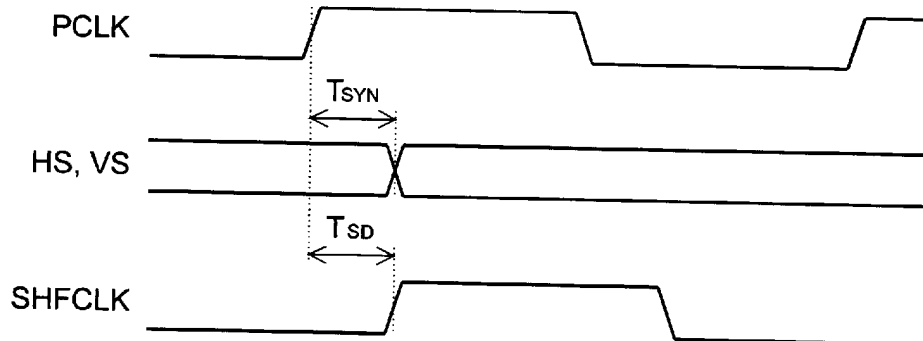 PCLK
TSYN
HS, VS
TSD
SHFCLK